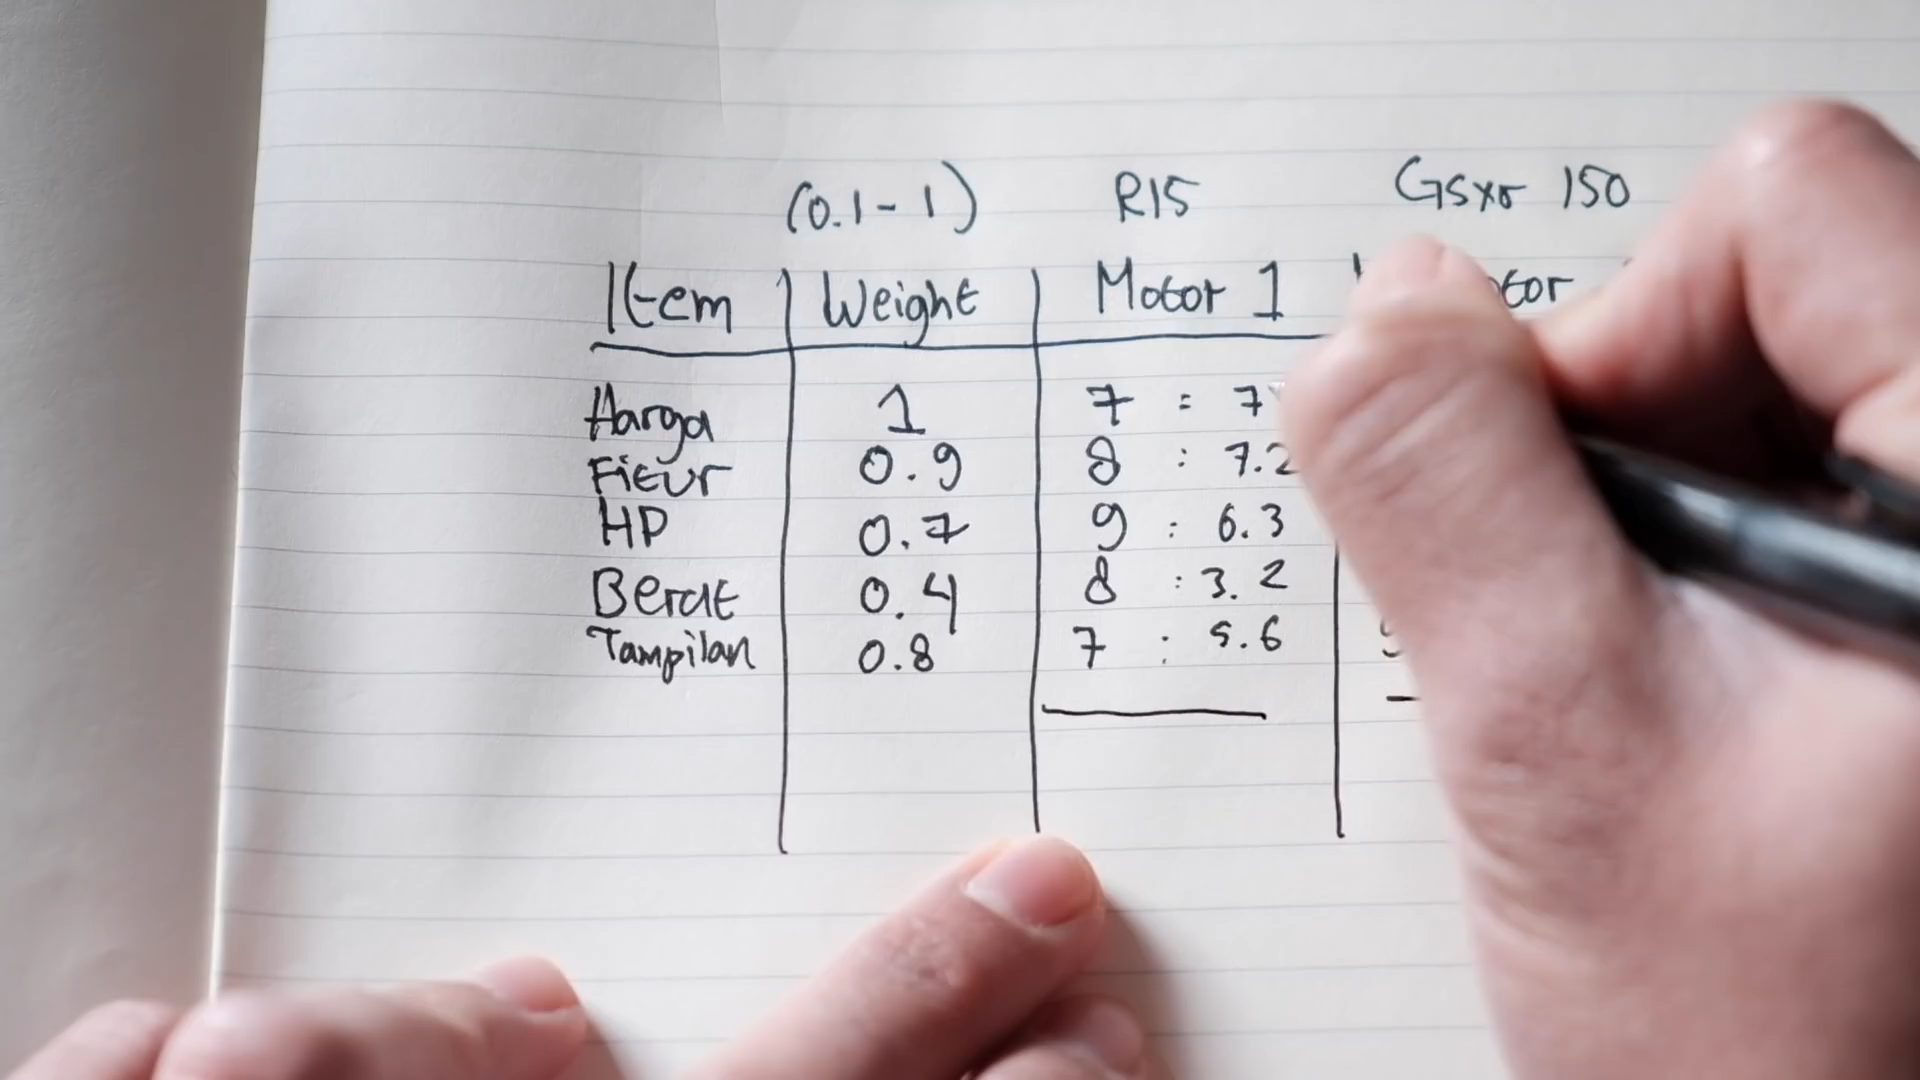 (0.1 - 1) R15 Gsxr 150
Item Weight Motor 1
Harga 1 7 = 7
Fitur 0.9 8 : 7.2
HP 0.7 9 : 6.3
Berat 0.4 8 : 3.2
Tampilan 0.8 7 : 5.6